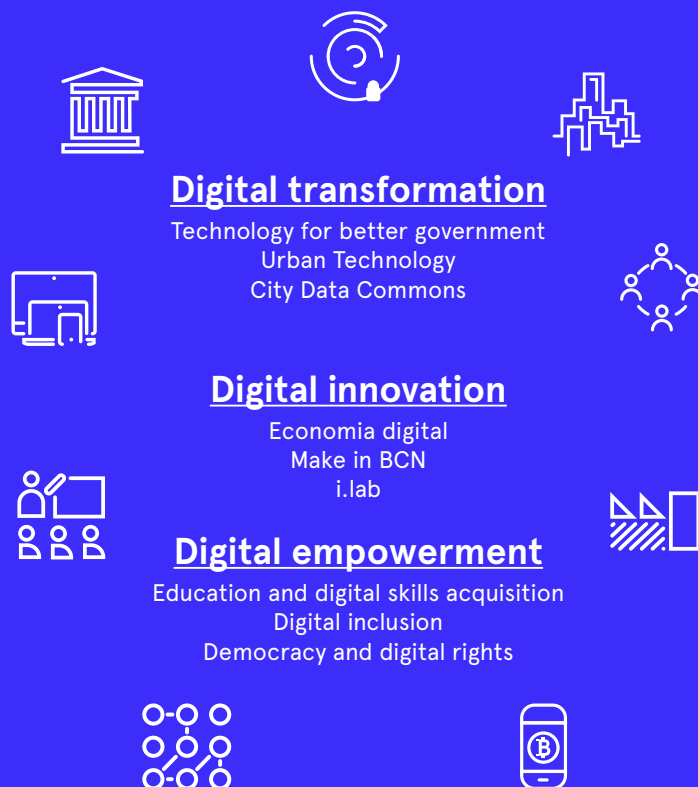 Digital transformation
Technology for better government
Urban Technology
City Data Commons
Digital innovation
Economia digital
Make in BCN
i.lab
Digital empowerment
Education and digital skills acquisition
Digital inclusion
Democracy and digital rights